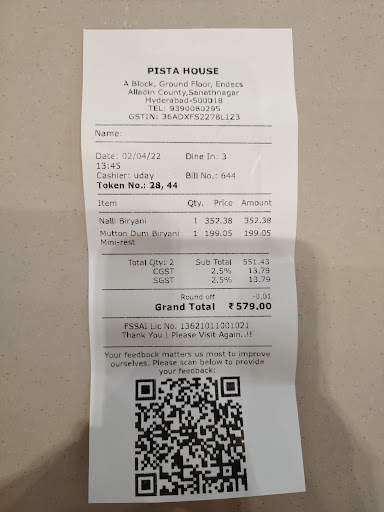 PISTA HOUSE
A Block, Ground Floor, Endecs
Alladin County,Sanathnagar
Hyderabad-500018
TEL: 9390080295
GSTIN: 36ADXFS2276L1Z3
Name:
Date: 02/04/22 Dine In: 3
13:45
Cashier: uday Bill No.: 644
Token No.: 28, 44
Item Qty. Price Amount
Nalli Biryani 1 352.38 352.38
Mutton Dum Biryani 1 199.05 199.05
Mini-rest
Total Qty: 2 Sub Total 551.43
CGST 2.5% 13.79
SGST 2.5% 13.79
Round off -0.01
Grand Total ₹579.00
FSSAI Lic No. 13621011001021
Thank You ! Please Visit Again..!!
Your feedback matters us most to improve
ourselves. Please scan below to provide
your feedback: